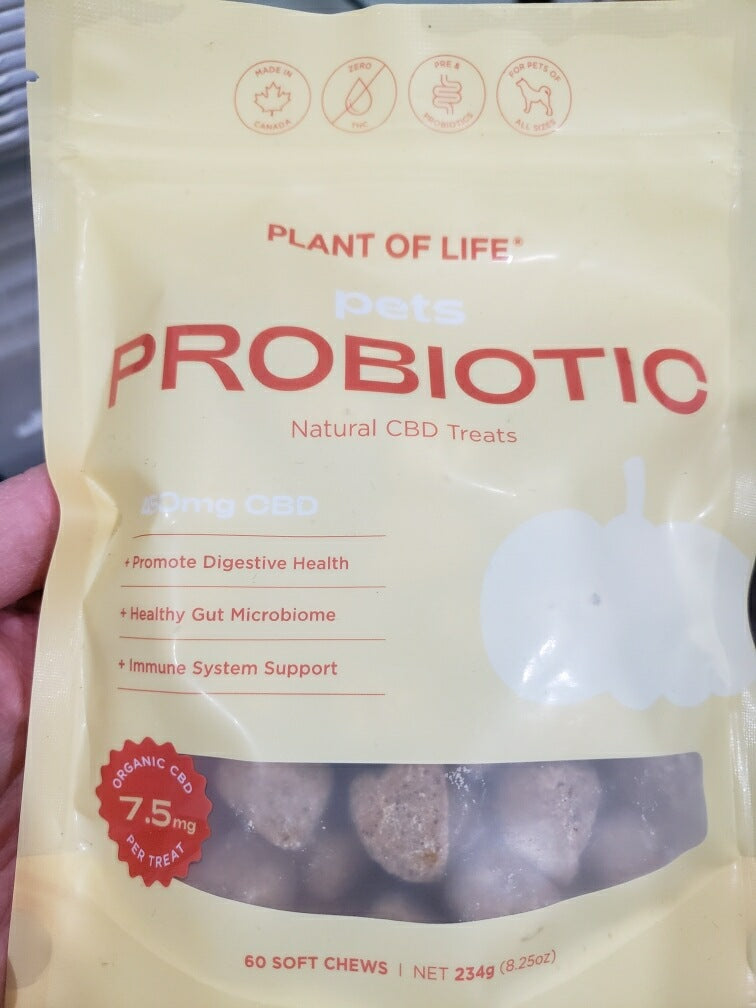 MADE IN CANADA
ZERO THC
PRE & PROBIOTICS
FOR PETS OF ALL SIZES
PLANT OF LIFE®
pets
PROBIOTIC
Natural CBD Treats
450mg CBD
+ Promote Digestive Health
+ Healthy Gut Microbiome
+ Immune System Support
ORGANIC CBD
7.5mg
PER TREAT
60 SOFT CHEWS | NET 234g (8.25oz)